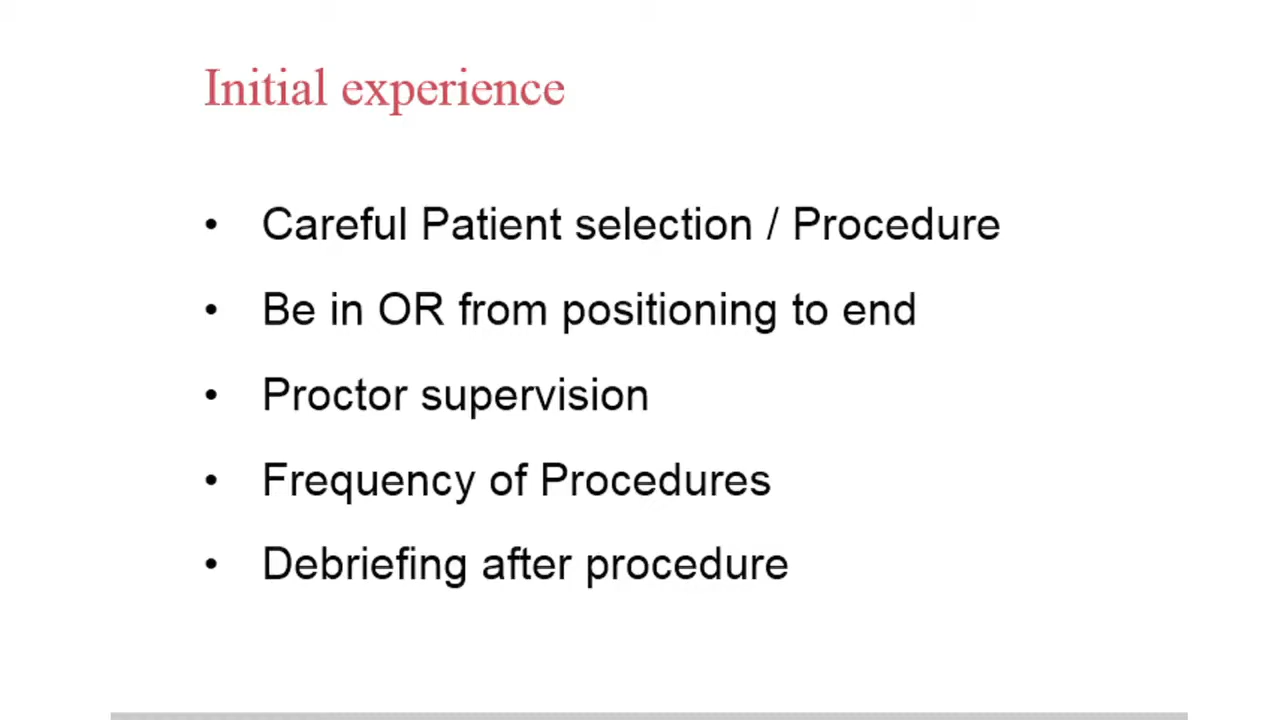 Initial experience
• Careful Patient selection / Procedure
• Be in OR from positioning to end
• Proctor supervision
• Frequency of Procedures
• Debriefing after procedure